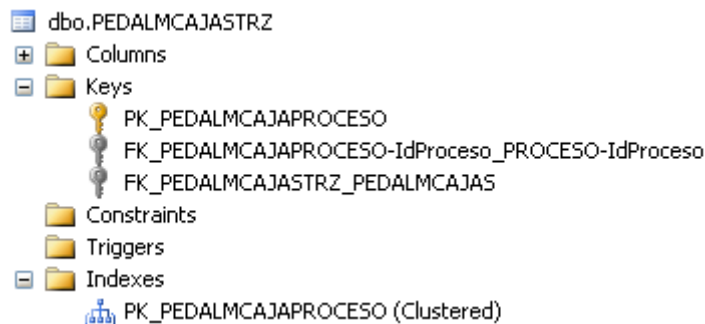 dbo.PEDALMCAJASTRZ
Columns
Keys
PK_PEDALMCAJAPROCESO
FK_PEDALMCAJAPROCESO-IdProceso_PROCESO-IdProceso
FK_PEDALMCAJASTRZ_PEDALMCAJAS
Constraints
Triggers
Indexes
PK_PEDALMCAJAPROCESO (Clustered)